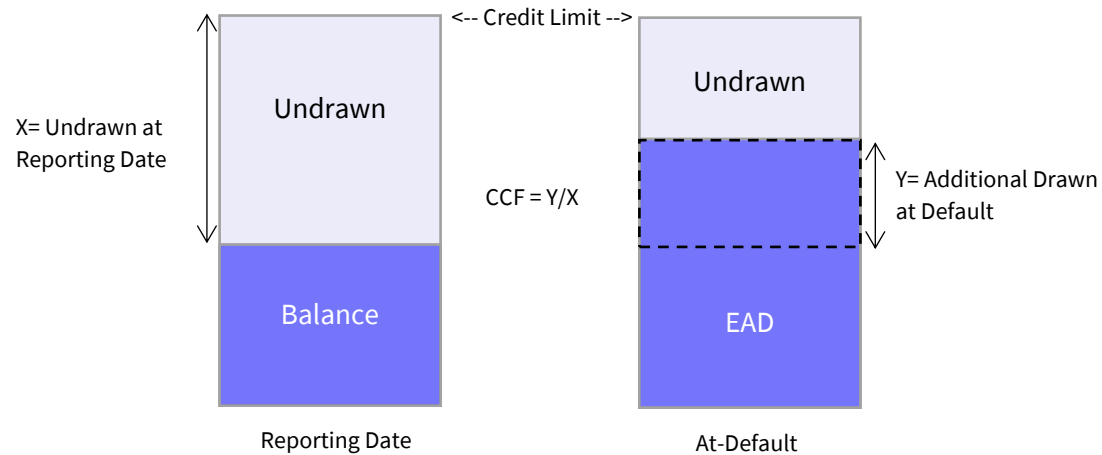 <-- Credit Limit -->
Undrawn
Undrawn
X= Undrawn at
Reporting Date
CCF = Y/X
Y= Additional Drawn
at Default
Balance
EAD
Reporting Date
At-Default